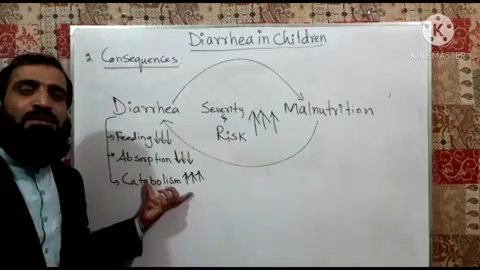 Diarrhea in Children
2 Consequences
Diarrhea
Severity
&
Risk ↑↑↑
Malnutrition
Feeding ↓↓↓
Absorption ↓↓↓
Catabolism ↑↑↑
KINEMASTER